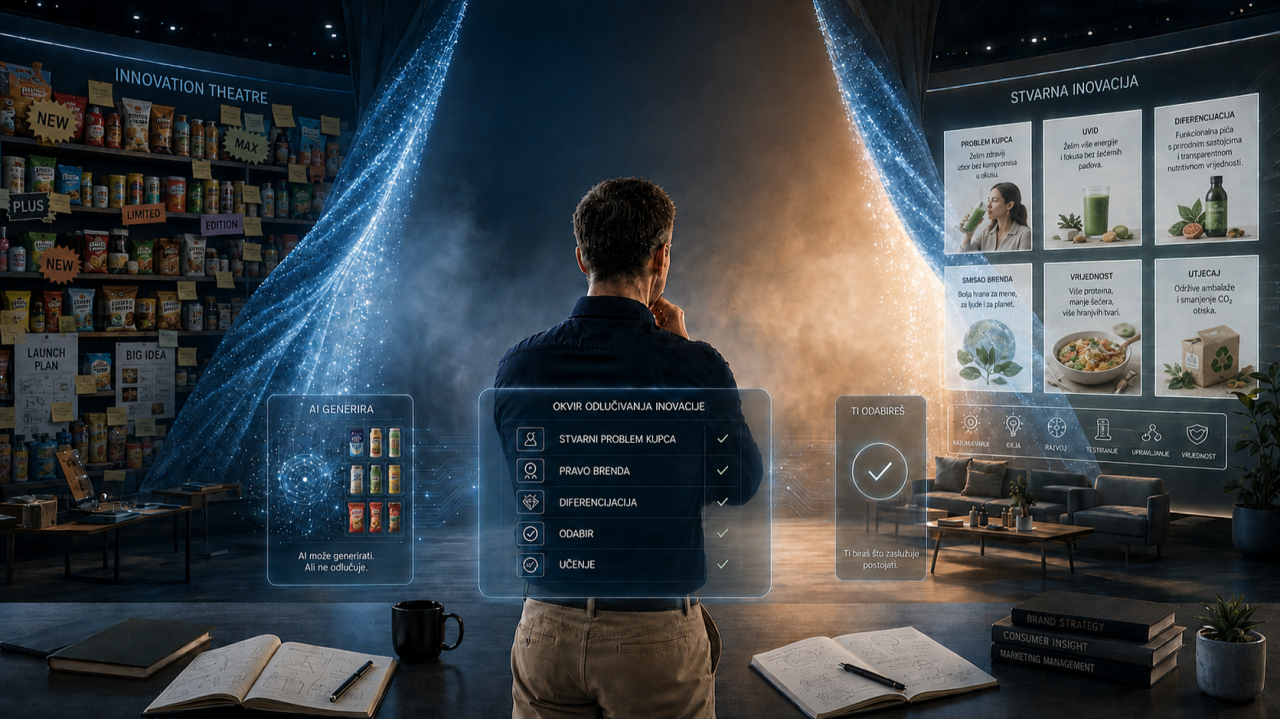 INNOVATION THEATRE
NEW
MAX
PLUS
LIMITED
EDITION
NEW
LAUNCH
PLAN
BIG IDEA
AI GENERIRA
AI može generirati.
Ali ne odlučuje.
OKVIR ODLUČIVANJA INOVACIJE
STVARNI PROBLEM KUPCA
PRAVO BRENDA
DIFERENCIJACIJA
ODABIR
UČENJE
TI ODABIREŠ
Ti biraš što zaslužuje
postojati.
STVARNA INOVACIJA
PROBLEM KUPCA
Želim zdraviji
izbor bez kompromisa
u okusu.
UVID
Želim više energije
i fokusa bez šećernih
padova.
DIFERENCIJACIJA
Funkcionalna pića
s prirodnim sastojcima
i transparentnom
nutritivnom vrijednosti.
SMISAO BRENDA
Bolja hrana za mene,
za ljude i za planet.
VRIJEDNOST
Više proteina,
manje šećera,
više hranjivih tvari.
UTJECAJ
Održive ambalaže
i smanjenje CO₂
otiska.
RAZUMIJEVANJE
IDEJA
RAZVOJ
TESTIRANJE
UPRAVLJANJE
VRIJEDNOST
BRAND STRATEGY
CONSUMER INSIGHT
MARKETING MANAGEMENT